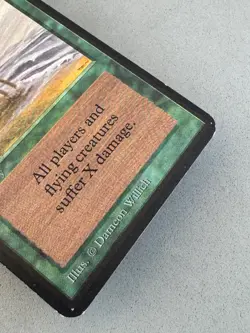 All players and
flying creatures
suffer X damage.
Illus. © Dameon Willich